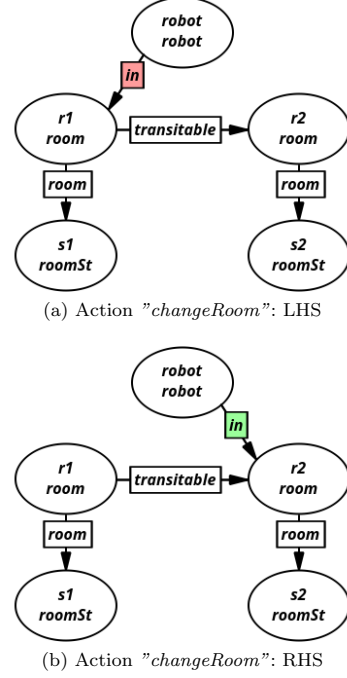 robot
robot
in
r1
room
transitable
r2
room
room
room
s1
roomSt
s2
roomSt
(a) Action "changeRoom": LHS
robot
robot
in
r1
room
transitable
r2
room
room
room
s1
roomSt
s2
roomSt
(b) Action "changeRoom": RHS